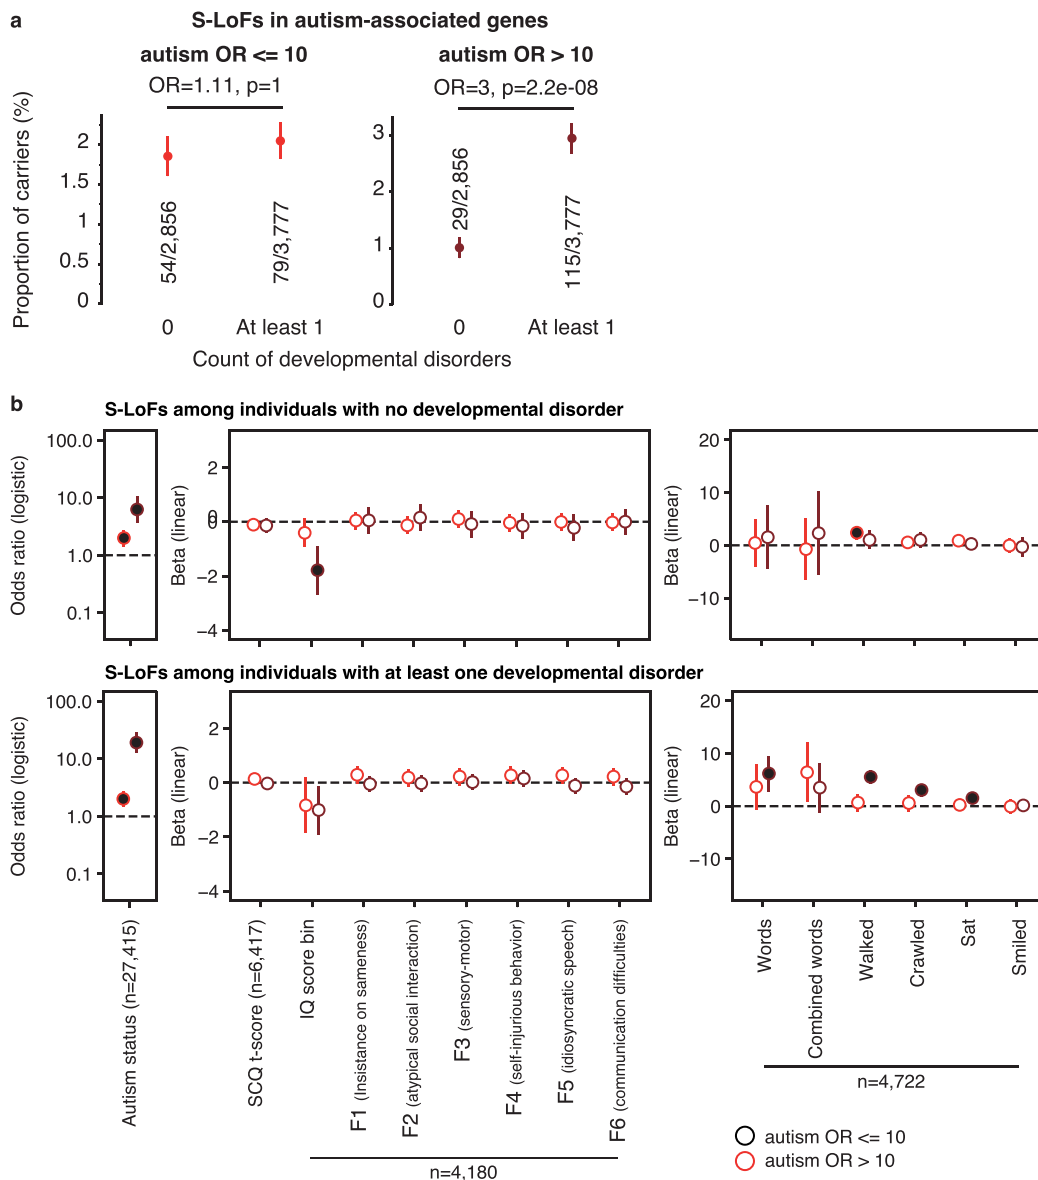 a
S-LoFs in autism-associated genes
autism OR <= 10
autism OR > 10
OR=1.11, p=1
OR=3, p=2.2e-08
Proportion of carriers (%)
2
1.5
1
0.5
0
54/2,856
79/3,777
3
2
1
0
29/2,856
115/3,777
0
At least 1
0
At least 1
Count of developmental disorders
b
S-LoFs among individuals with no developmental disorder
Odds ratio (logistic)
100.0
10.0
1.0
0.1
Beta (linear)
2
0
0
−2
−4
Beta (linear)
20
10
0
−10
S-LoFs among individuals with at least one developmental disorder
Odds ratio (logistic)
100.0
10.0
1.0
0.1
Beta (linear)
2
0
−2
−4
Beta (linear)
20
10
0
−10
Autism status (n=27,415)
SCQ t-score (n=6,417)
IQ score bin
F1 (Insistance on sameness)
F2 (atypical social interaction)
F3 (sensory-motor)
F4 (self-injurious behavior)
F5 (idiosyncratic speech)
F6 (communication difficulties)
n=4,180
Words
Combined words
Walked
Crawled
Sat
Smiled
n=4,722
autism OR <= 10
autism OR > 10